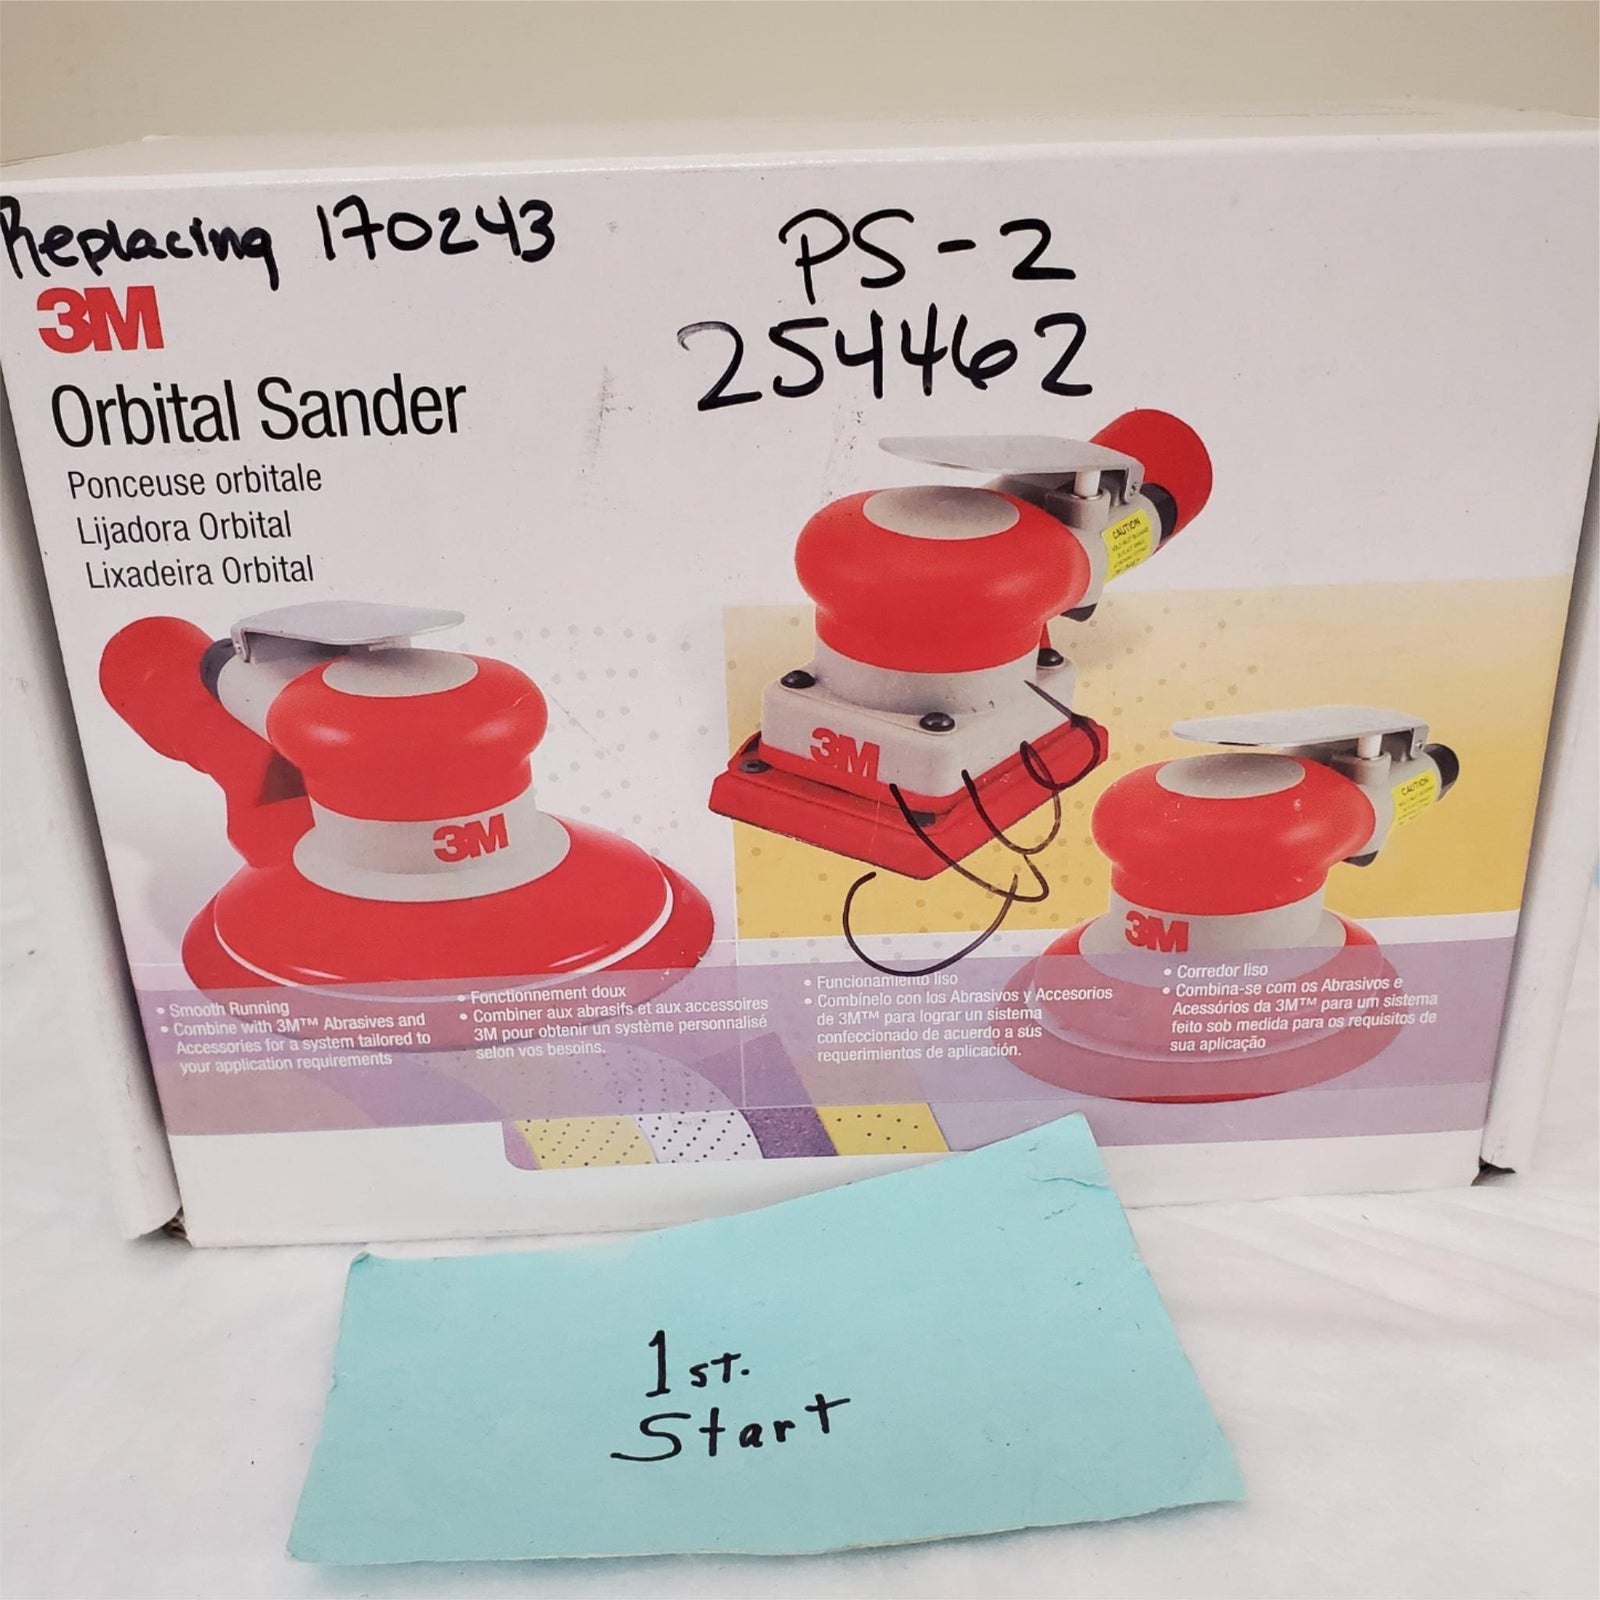 Replacing 170243
PS-2
254462
3M
Orbital Sander
Ponceuse orbitale
Lijadora Orbital
Lixadeira Orbital
CAUTION
3M
3M
CAUTION
3M
• Smooth Running
• Combine with 3M™ Abrasives and
Accessories for a system tailored to
your application requirements
• Fonctionnement doux
• Combiner aux abrasifs et aux accessoires
3M pour obtenir un système personnalisé
selon vos besoins.
• Funcionamiento liso
• Combínelo con los Abrasivos y Accesorios
de 3M™ para lograr un sistema
confeccionado de acuerdo a sus
requerimientos de aplicación.
• Corredor liso
• Combina-se com os Abrasivos e
Acessórios da 3M™ para um sistema
feito sob medida para os requisitos de
sua aplicação
1st.
Start